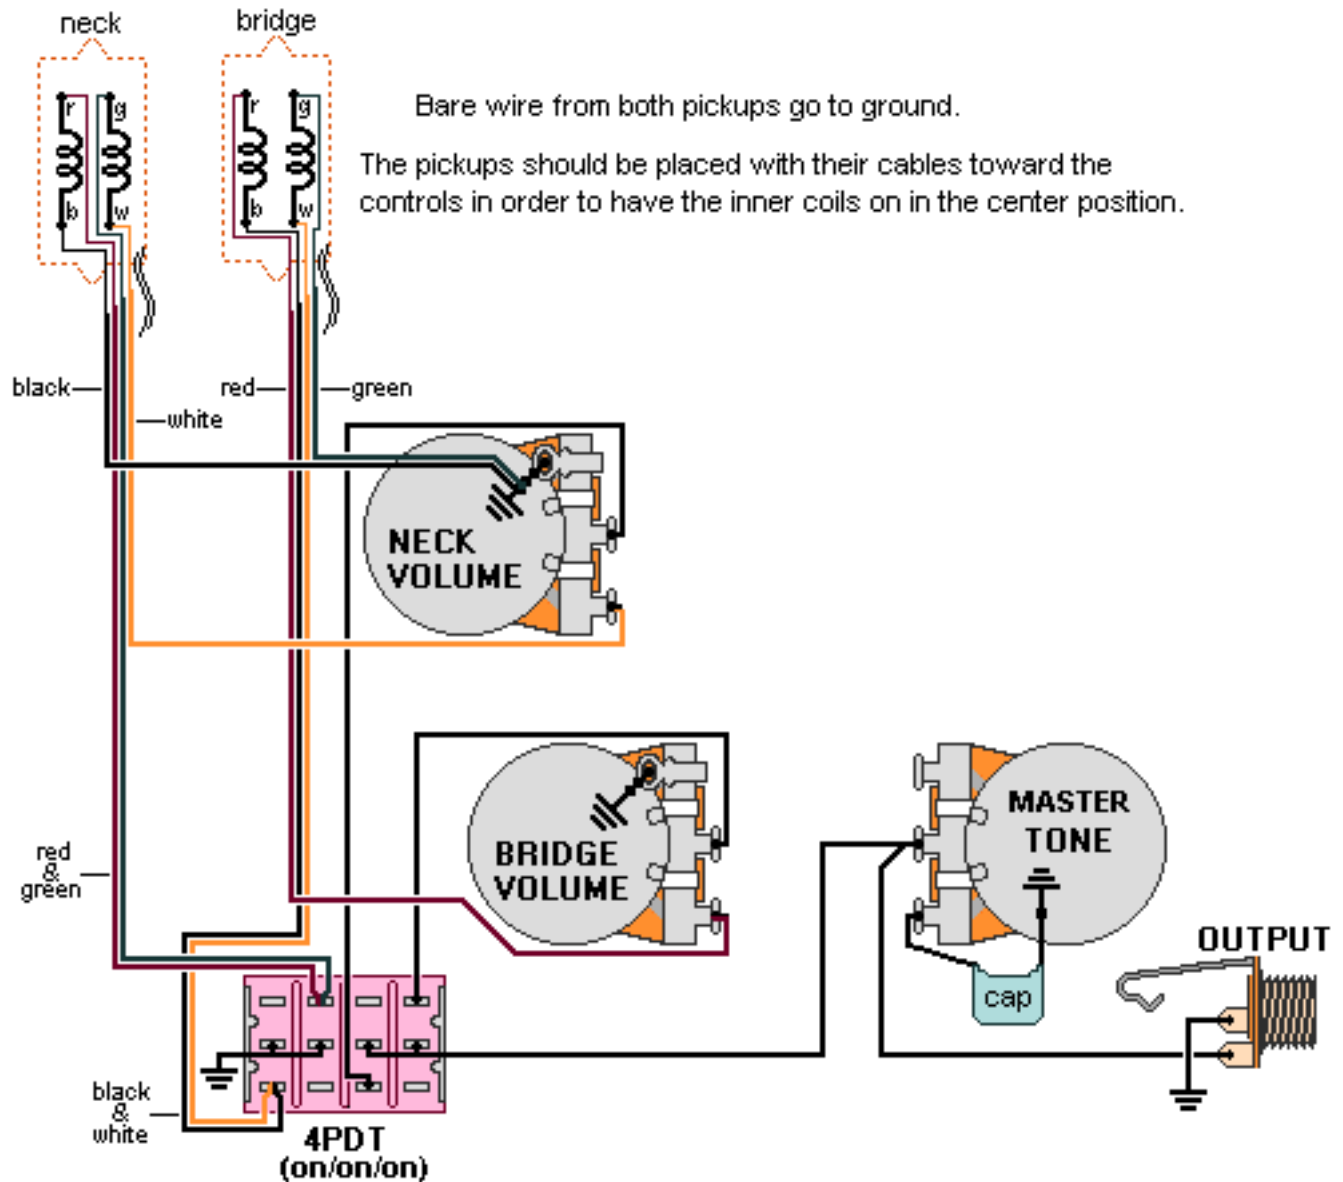 neck
bridge
r
g
b
w
r
g
b
w
Bare wire from both pickups go to ground.
The pickups should be placed with their cables toward the
controls in order to have the inner coils on in the center position.
black
white
red
green
NECK
VOLUME
BRIDGE
VOLUME
MASTER
TONE
red
&
green
OUTPUT
cap
black
&
white
4PDT
(on/on/on)